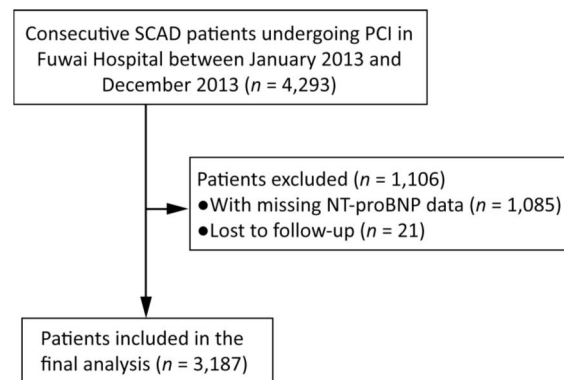 Consecutive SCAD patients undergoing PCI in
Fuwai Hospital between January 2013 and
December 2013 (n = 4,293)
Patients excluded (n = 1,106)
●With missing NT-proBNP data (n = 1,085)
●Lost to follow-up (n = 21)
Patients included in the
final analysis (n = 3,187)